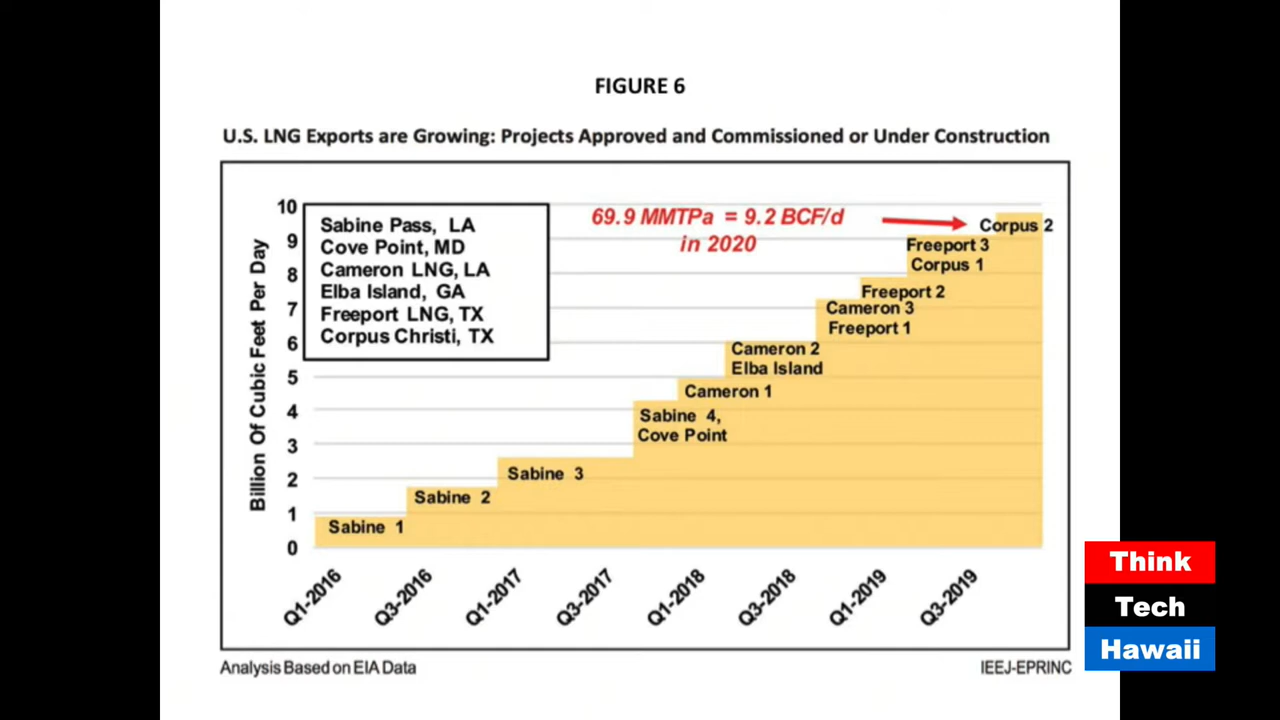 FIGURE 6
U.S. LNG Exports are Growing: Projects Approved and Commissioned or Under Construction
Billion Of Cubic Feet Per Day
10
9
8
7
6
5
4
3
2
1
0
Sabine Pass, LA
Cove Point, MD
Cameron LNG, LA
Elba Island, GA
Freeport LNG, TX
Corpus Christi, TX
69.9 MMTPa = 9.2 BCF/d
in 2020
Corpus 2
Freeport 3
Corpus 1
Freeport 2
Cameron 3
Freeport 1
Cameron 2
Elba Island
Cameron 1
Sabine 4,
Cove Point
Sabine 3
Sabine 2
Sabine 1
Q1-2016
Q3-2016
Q1-2017
Q3-2017
Q1-2018
Q3-2018
Q1-2019
Q3-2019
Analysis Based on EIA Data
IEEJ-EPRINC
Think
Tech
Hawaii